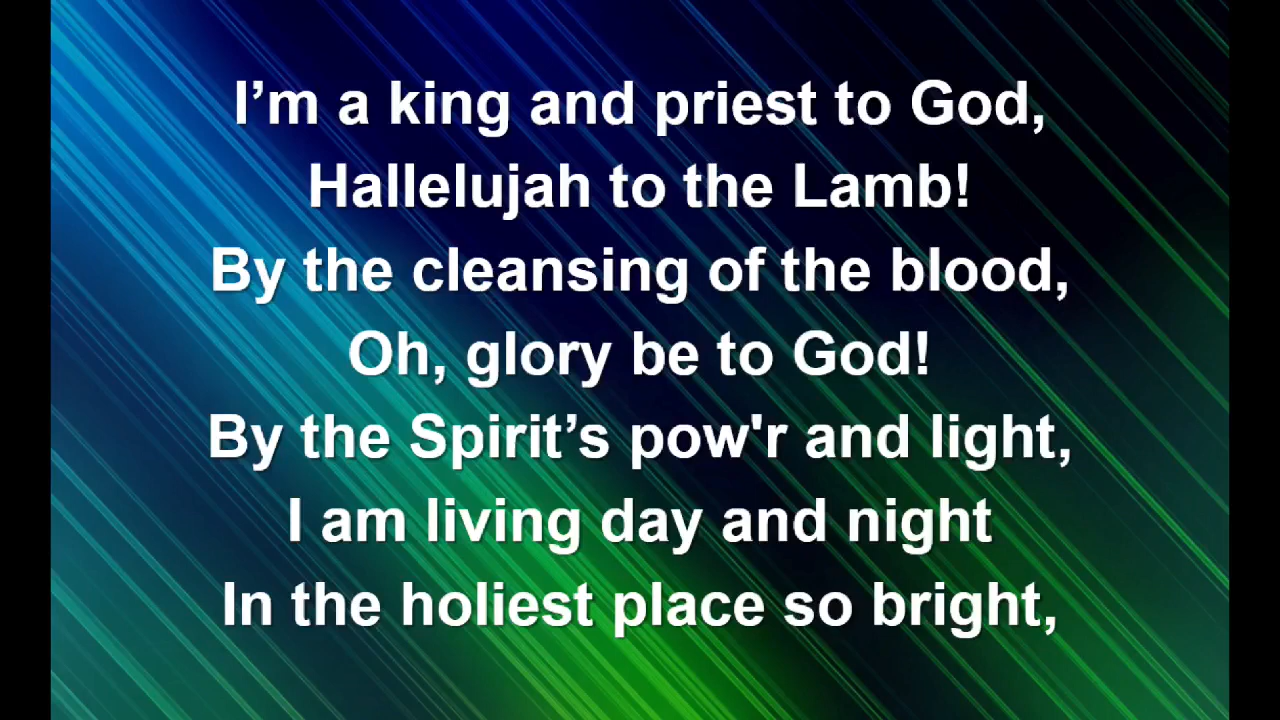 I’m a king and priest to God,
Hallelujah to the Lamb!
By the cleansing of the blood,
Oh, glory be to God!
By the Spirit’s pow'r and light,
I am living day and night
In the holiest place so bright,